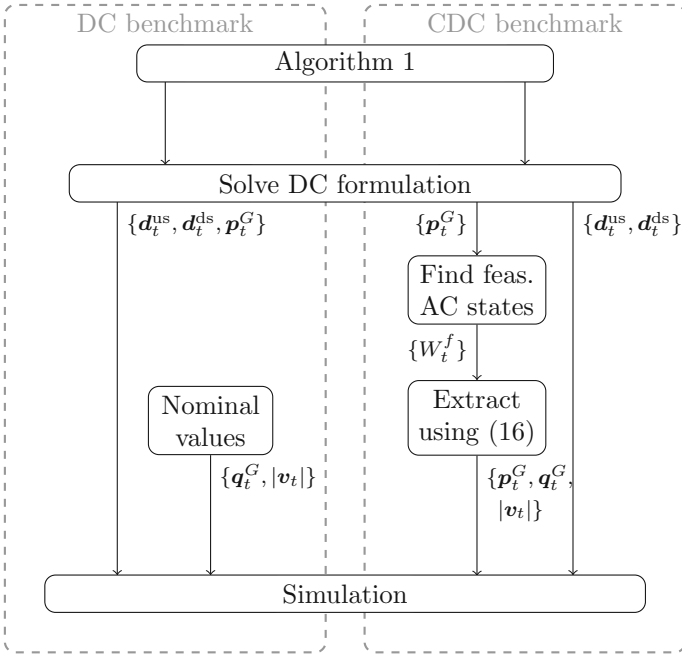 DC benchmark
CDC benchmark
Algorithm 1
Solve DC formulation
{d_t^us, d_t^ds, p_t^G}
{p_t^G}
{d_t^us, d_t^ds}
Find feas.
AC states
{W_t^f}
Nominal
values
Extract
using (16)
{q_t^G, |v_t|}
{p_t^G, q_t^G,
|v_t|}
Simulation